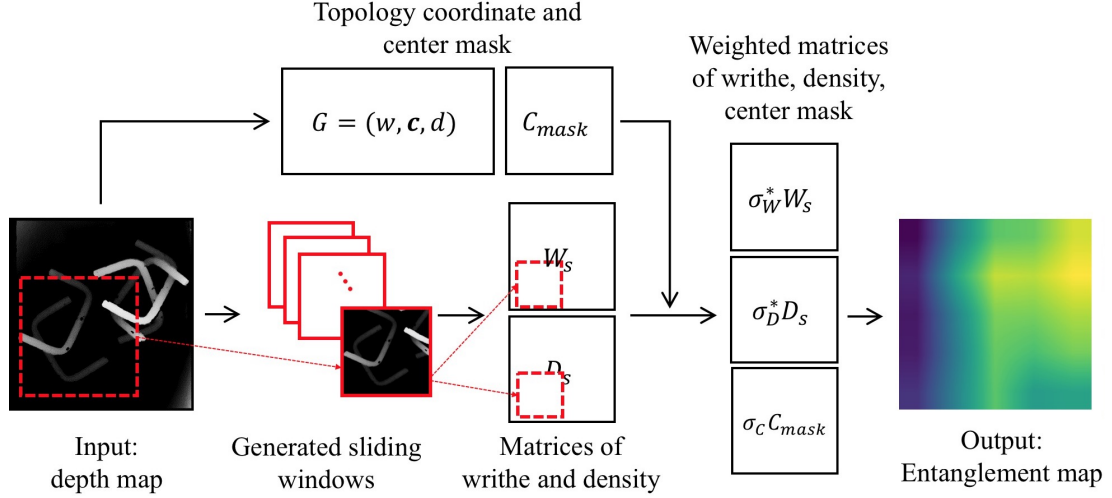 Topology coordinate and
center mask
G = (w, c, d)
C_mask
Weighted matrices
of writhe, density,
center mask
σ*_W W_s
σ*_D D_s
σ_C C_mask
W_s
D_s
Input:
depth map
Generated sliding
windows
Matrices of
writhe and density
Output:
Entanglement map